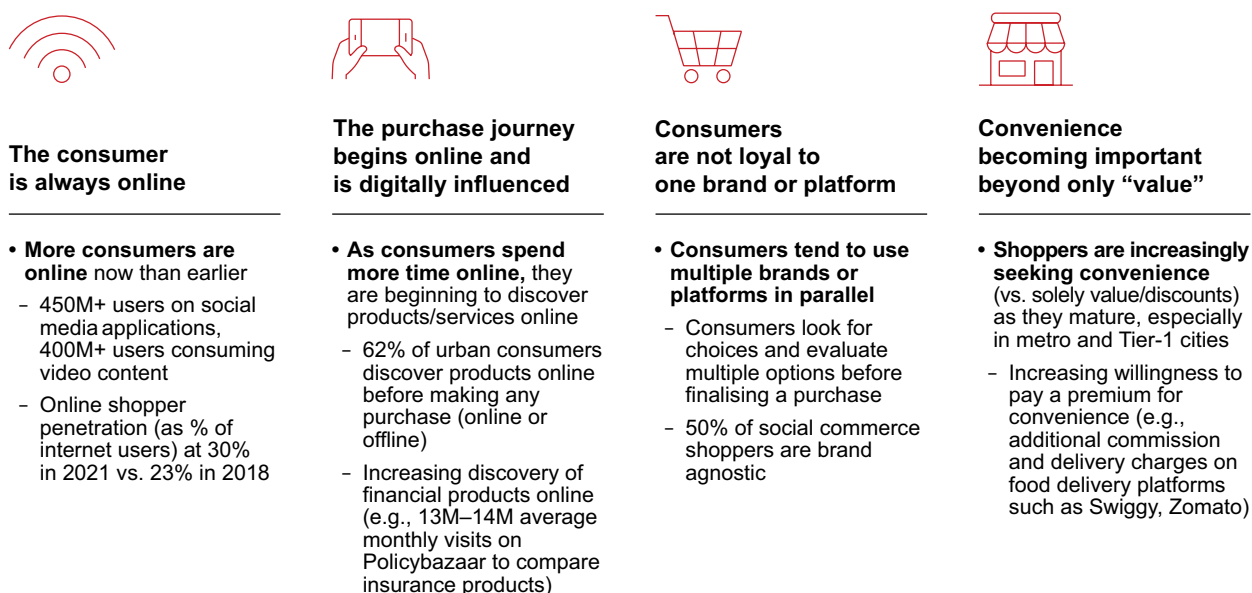 The consumer
is always online
• More consumers are
online now than earlier
– 450M+ users on social
media applications,
400M+ users consuming
video content
– Online shopper
penetration (as % of
internet users) at 30%
in 2021 vs. 23% in 2018
The purchase journey
begins online and
is digitally influenced
• As consumers spend
more time online, they
are beginning to discover
products/services online
– 62% of urban consumers
discover products online
before making any
purchase (online or
offline)
– Increasing discovery of
financial products online
(e.g., 13M–14M average
monthly visits on
Policybazaar to compare
insurance products)
Consumers
are not loyal to
one brand or platform
• Consumers tend to use
multiple brands or
platforms in parallel
– Consumers look for
choices and evaluate
multiple options before
finalising a purchase
– 50% of social commerce
shoppers are brand
agnostic
Convenience
becoming important
beyond only “value”
• Shoppers are increasingly
seeking convenience
(vs. solely value/discounts)
as they mature, especially
in metro and Tier-1 cities
– Increasing willingness to
pay a premium for
convenience (e.g.,
additional commission
and delivery charges on
food delivery platforms
such as Swiggy, Zomato)